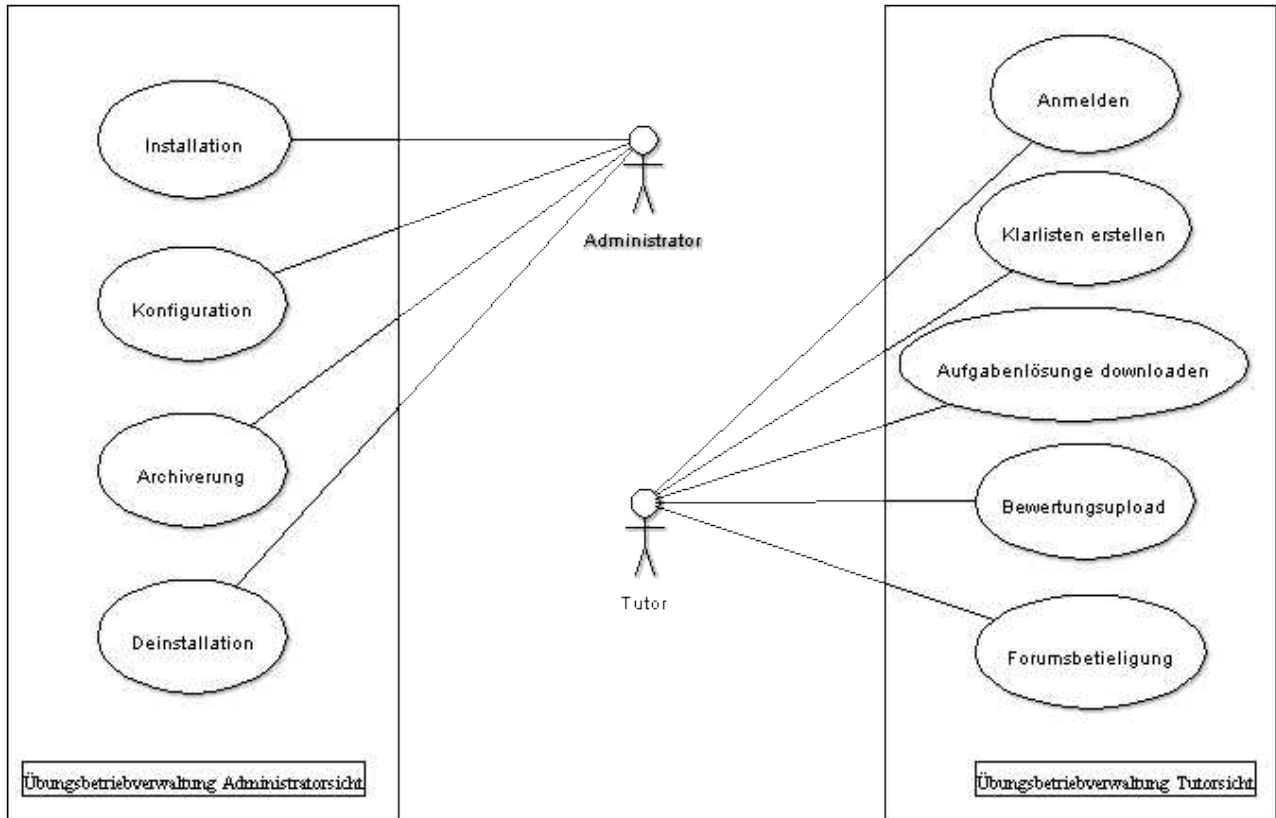 Installation
Konfiguration
Archiverung
Deinstallation
Übungsbetriebverwaltung Administratorsicht
Administrator
Tutor
Anmelden
Klarlisten erstellen
Aufgabenlösunge downloaden
Bewertungsupload
Forumsbetieligung
Übungsbetriebverwaltung Tutorsicht